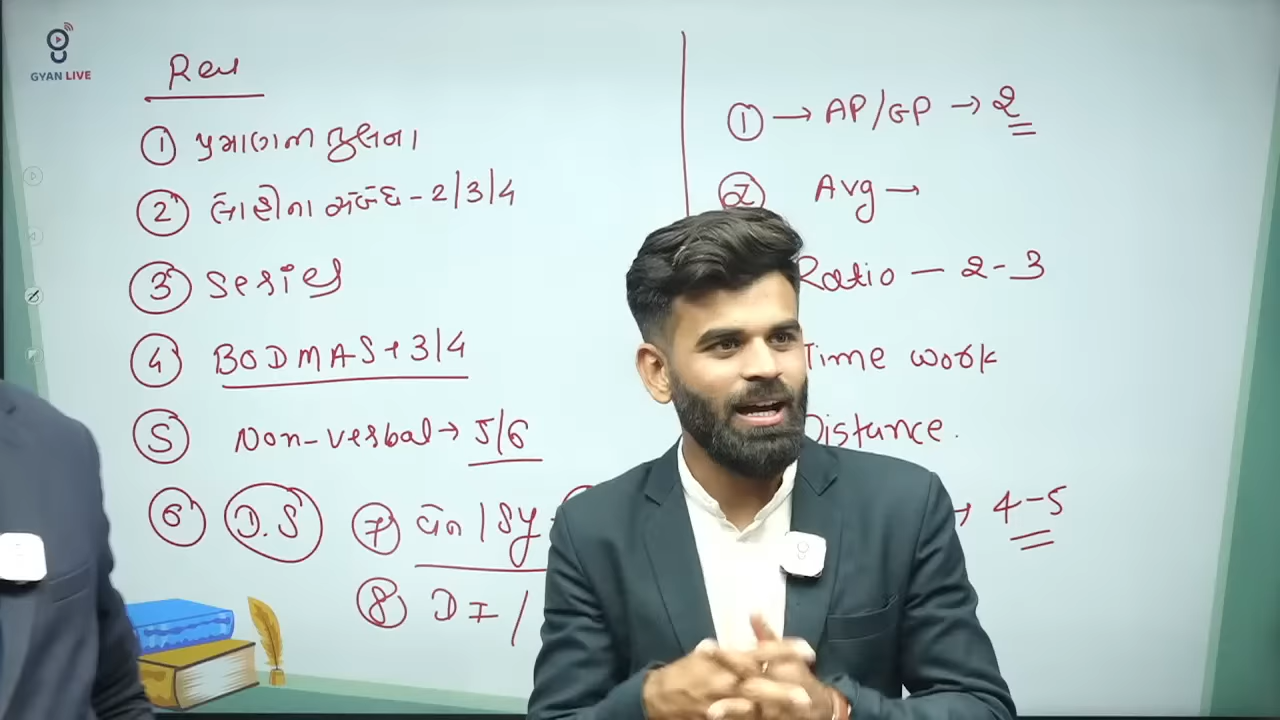 GYAN LIVE
Rea
① પ્રમાણતા તુલના
② લોહીના સંબંધ - 2/3/4
③ Series
④ BODMAS + 3/4
⑤ Non-verbal → 5/6
⑥ D.S ⑦ વેન / Sy
⑧ DI /
① → AP/GP → 2
② Avg →
Ratio - 2-3
Time work
Distance.
→ 4-5